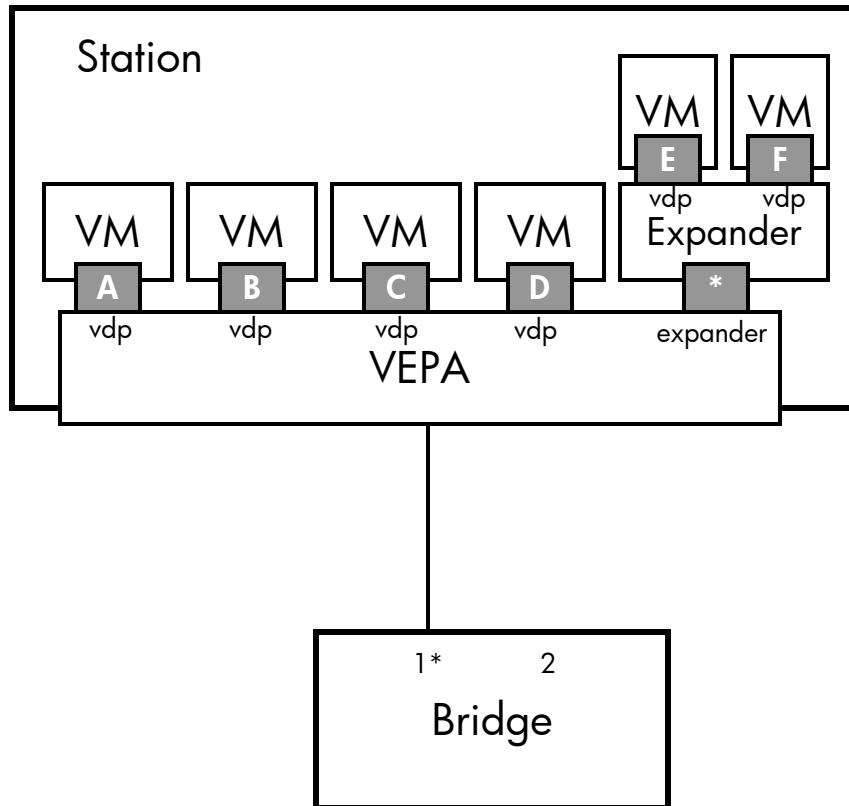 Station
VM VM
E F
vdp vdp
VM VM VM VM Expander
A B C D *
vdp vdp vdp vdp expander
VEPA
1* 2
Bridge